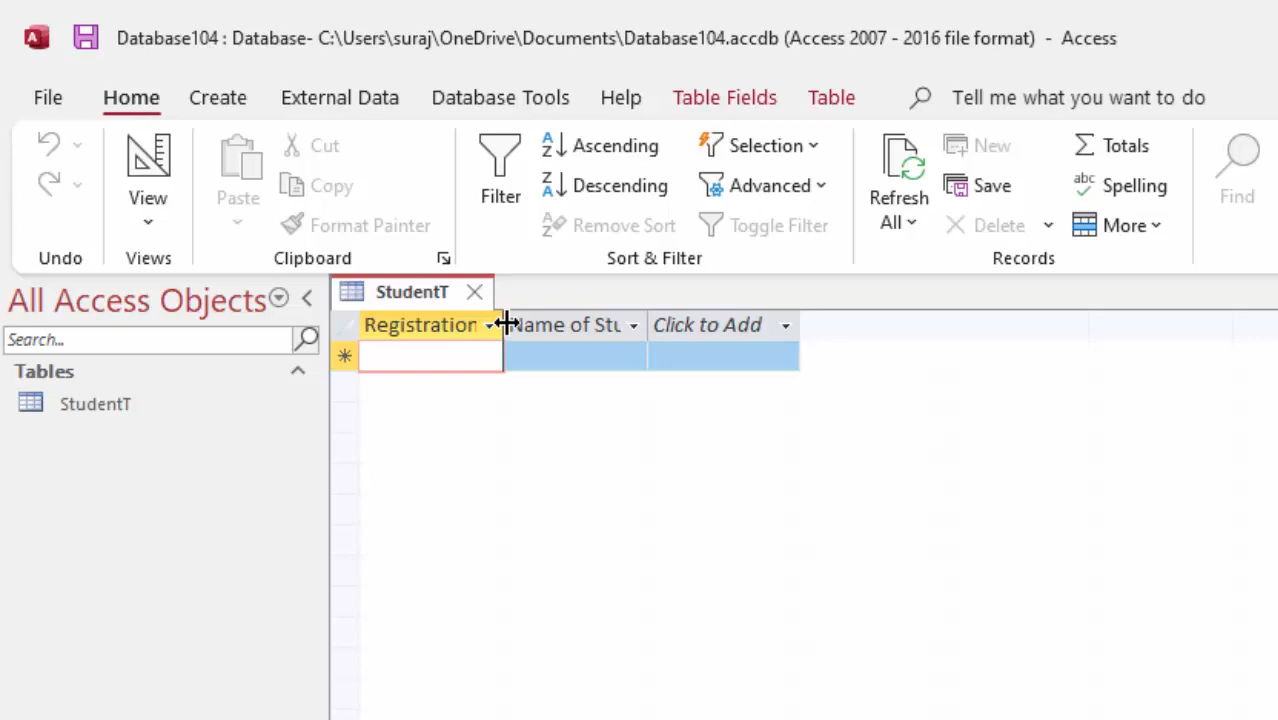 Database104 : Database- C:\Users\suraj\OneDrive\Documents\Database104.accdb (Access 2007 - 2016 file format) - Access
File Home Create External Data Database Tools Help Table Fields Table Tell me what you want to do
Cut
Copy
Format Painter
View
Paste
Filter
Ascending
Descending
Remove Sort
Selection
Advanced
Toggle Filter
Refresh
All
New
Save
Delete
Totals
Spelling
More
Find
Undo Views Clipboard Sort & Filter Records
All Access Objects
Search...
Tables
StudentT
StudentT
Registration Name of Stu Click to Add